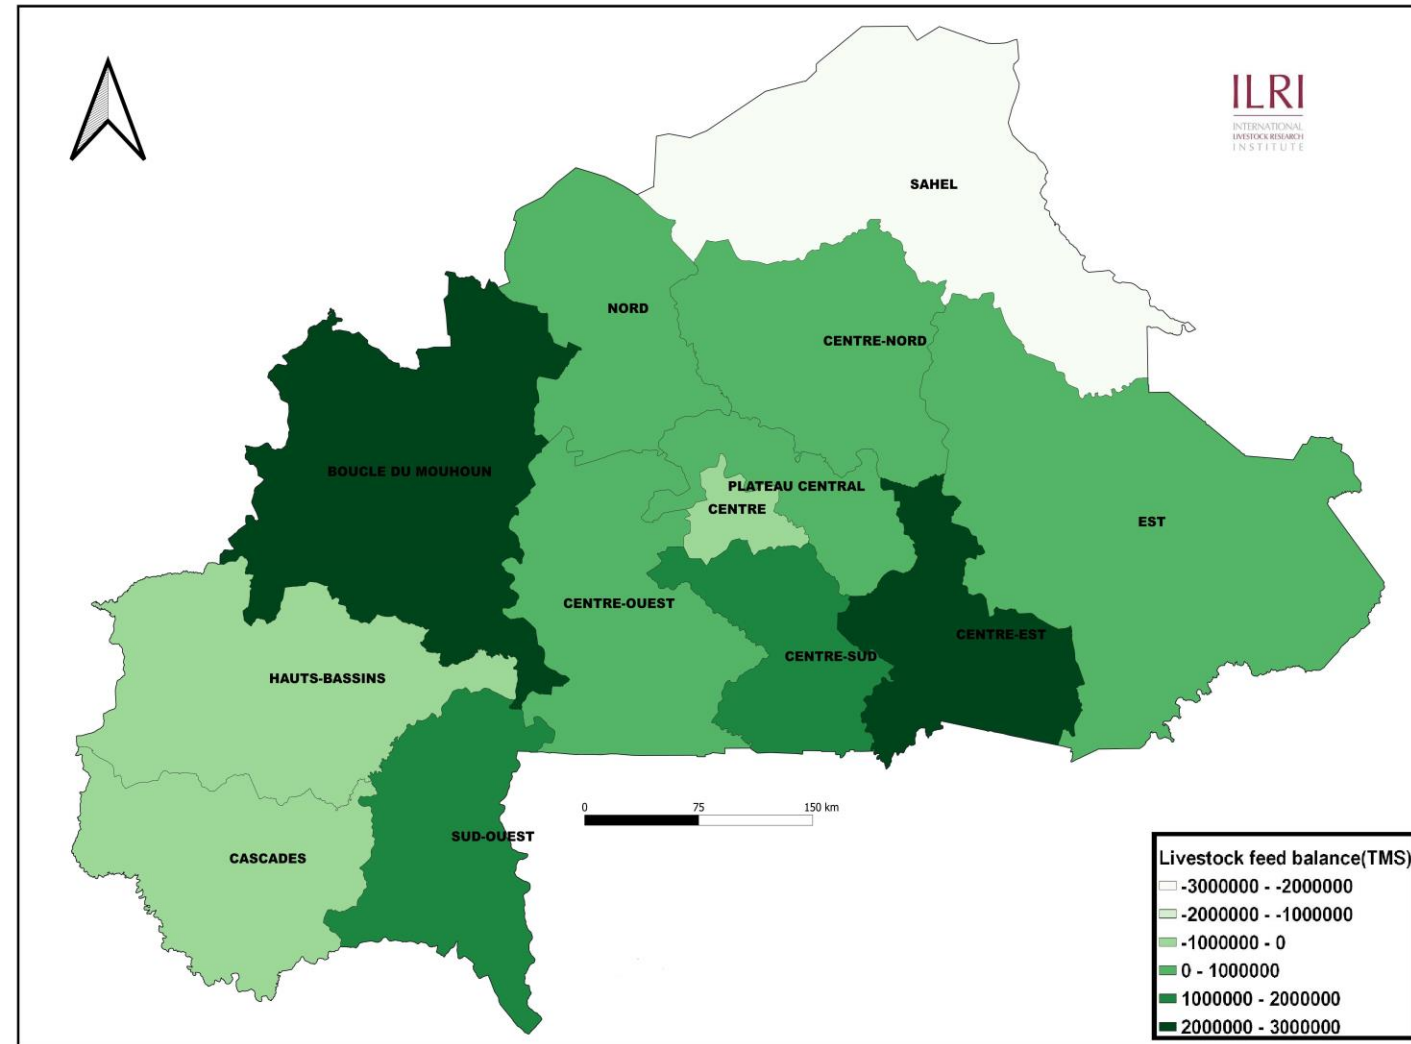 ILRI
INTERNATIONAL
LIVESTOCK RESEARCH
INSTITUTE
SAHEL
NORD
CENTRE-NORD
BOUCLE DU MOUHOUN
PLATEAU CENTRAL
CENTRE
EST
CENTRE-OUEST
CENTRE-EST
CENTRE-SUD
HAUTS-BASSINS
SUD-OUEST
CASCADES
0 75 150 km
Livestock feed balance(TMS)
-3000000 - -2000000
-2000000 - -1000000
-1000000 - 0
0 - 1000000
1000000 - 2000000
2000000 - 3000000